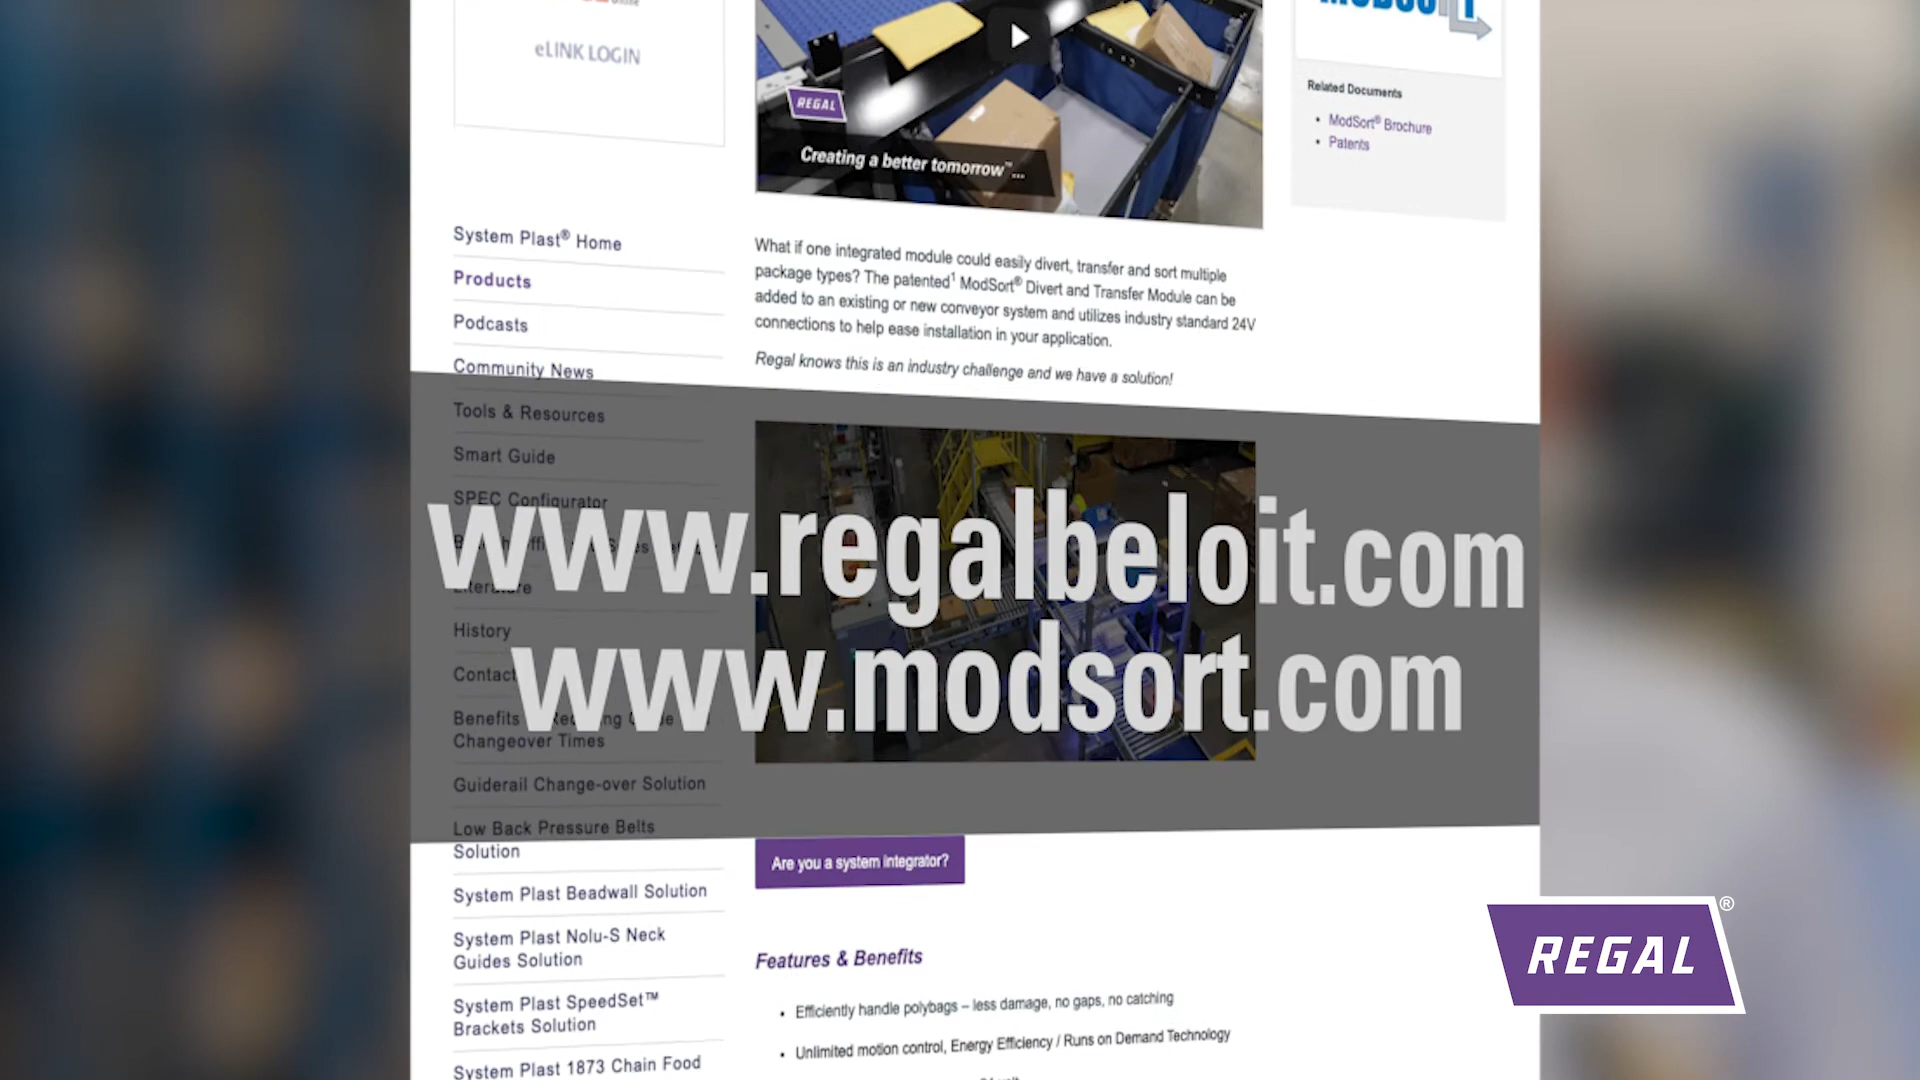 eLINK LOGIN
System Plast® Home
Products
Podcasts
Community News
Tools & Resources
Smart Guide
SPEC Configurator
Literature
History
Contact
Benefits
Changeover Times
Guiderail Change-over Solution
Low Back Pressure Belts
Solution
System Plast Beadwall Solution
System Plast Nolu-S Neck
Guides Solution
System Plast SpeedSet™
Brackets Solution
System Plast 1873 Chain Food
REGAL
Creating a better tomorrow™...
What if one integrated module could easily divert, transfer and sort multiple
package types? The patented¹ ModSort® Divert and Transfer Module can be
added to an existing or new conveyor system and utilizes industry standard 24V
connections to help ease installation in your application.
Regal knows this is an industry challenge and we have a solution!
www.regalbeloit.com
www.modsort.com
Are you a system integrator?
Features & Benefits
• Efficiently handle polybags – less damage, no gaps, no catching
• Unlimited motion control, Energy Efficiency / Runs on Demand Technology
MODSORT
Related Documents
• ModSort® Brochure
• Patents
REGAL®